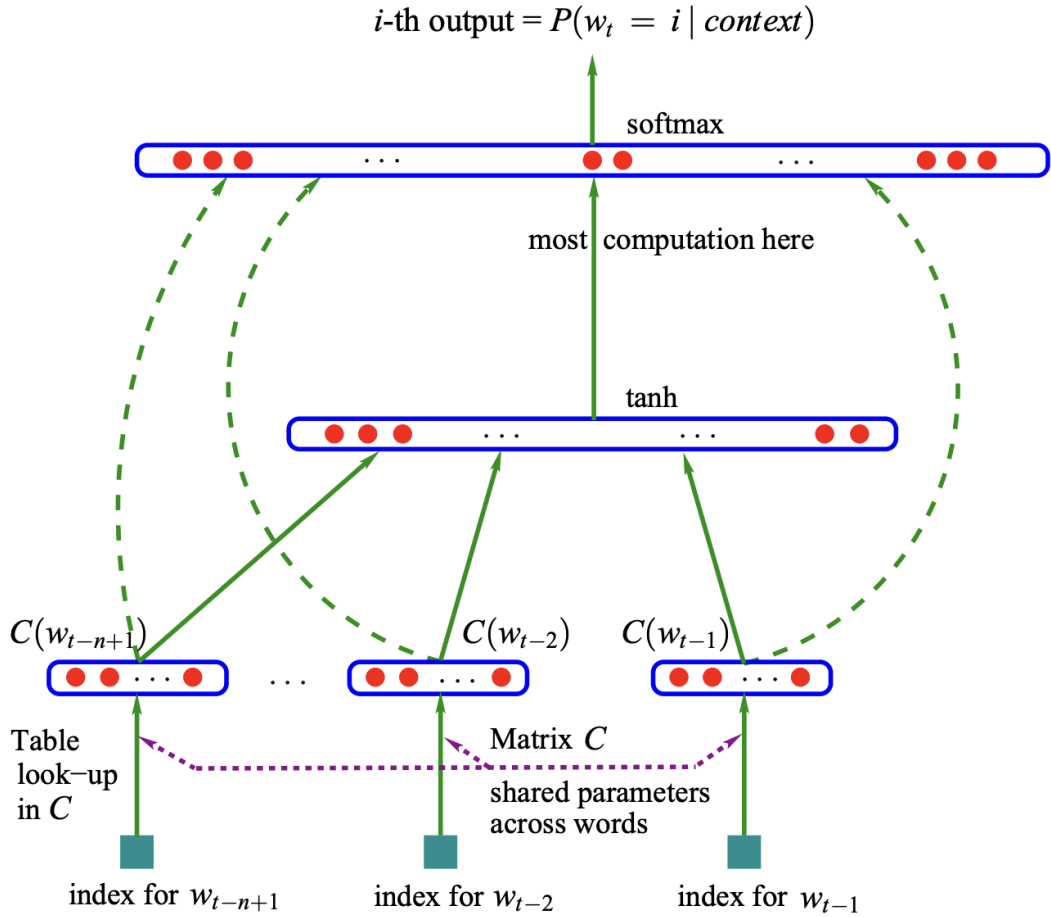 i-th output = P(w_t = i | context)
softmax
. . .
. . .
most computation here
tanh
. . .
. . .
C(w_{t−n+1})
C(w_{t−2})
C(w_{t−1})
. . .
. . .
. . .
. . .
Table
look−up
in C
Matrix C
shared parameters
across words
index for w_{t−n+1}
index for w_{t−2}
index for w_{t−1}